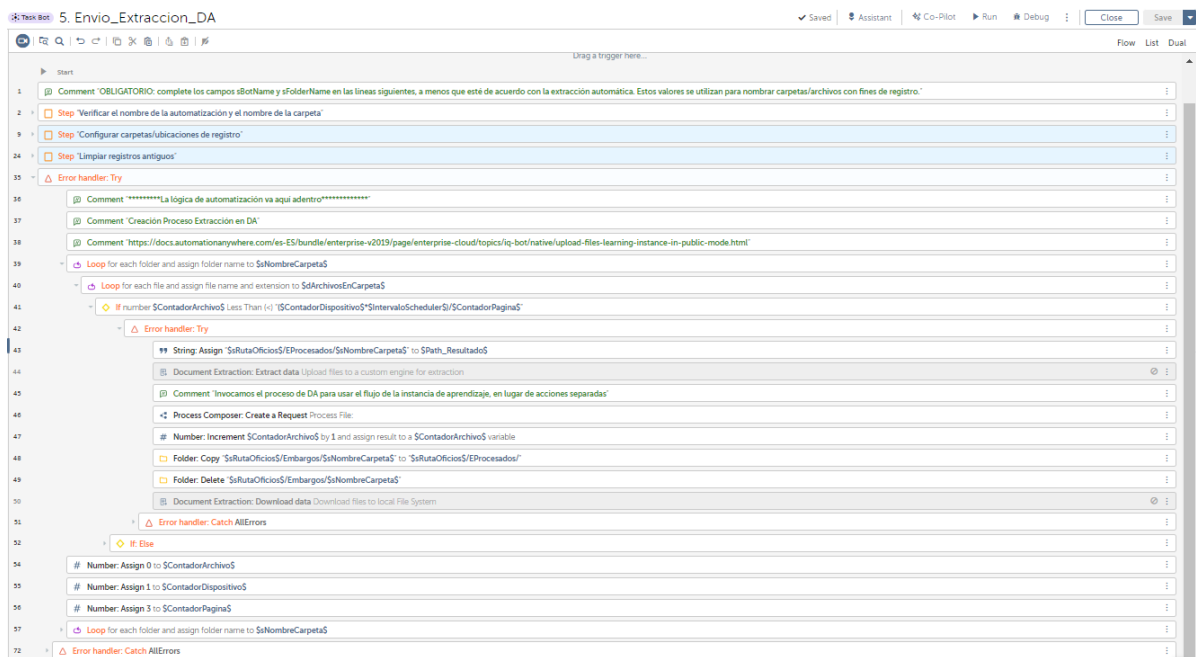 Task Bot 5. Envio_Extraccion_DA Saved Assistant Co-Pilot Run Debug Close Save
Flow List Dual
Drag a trigger here...
Start
1 Comment "OBLIGATORIO: complete los campos sBotName y sFolderName en las líneas siguientes, a menos que esté de acuerdo con la extracción automática. Estos valores se utilizan para nombrar carpetas/archivos con fines de registro."
2 Step "Verificar el nombre de la automatización y el nombre de la carpeta"
9 Step "Configurar carpetas/ubicaciones de registro"
24 Step "Limpiar registros antiguos"
35 Error handler: Try
36 Comment "*********La lógica de automatización va aquí adentro*************"
37 Comment "Creación Proceso Extracción en DA"
38 Comment "https://docs.automationanywhere.com/es-ES/bundle/enterprise-v2019/page/enterprise-cloud/topics/iq-bot/native/upload-files-learning-instance-in-public-mode.html"
39 Loop for each folder and assign folder name to $sNombreCarpeta$
40 Loop for each file and assign file name and extension to $dArchivosEnCarpeta$
41 If number $ContadorArchivo$ Less Than (<) "($ContadorDispositivo$*$IntervaloScheduler$)/$ContadorPagina$"
42 Error handler: Try
43 String: Assign "$sRutaOficios$/EProcesados/$sNombreCarpeta$" to $Path_Resultado$
44 Document Extraction: Extract data Upload files to a custom engine for extraction
45 Comment "Invocamos el proceso de DA para usar el flujo de la instancia de aprendizaje, en lugar de acciones separadas"
46 Process Composer: Create a Request Process File:
47 Number: Increment $ContadorArchivo$ by 1 and assign result to a $ContadorArchivo$ variable
48 Folder: Copy "$sRutaOficios$/Embargos/$sNombreCarpeta$" to "$sRutaOficios$/EProcesados/"
49 Folder: Delete "$sRutaOficios$/Embargos/$sNombreCarpeta$"
50 Document Extraction: Download data Download files to local File System
51 Error handler: Catch AllErrors
52 If: Else
54 Number: Assign 0 to $ContadorArchivo$
55 Number: Assign 1 to $ContadorDispositivo$
56 Number: Assign 3 to $ContadorPagina$
57 Loop for each folder and assign folder name to $sNombreCarpeta$
72 Error handler: Catch AllErrors